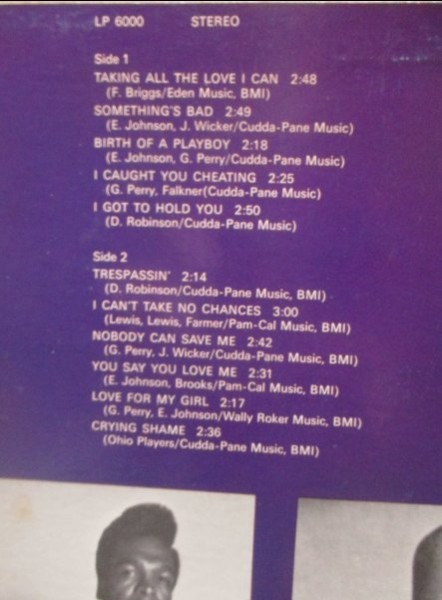 LP 6000 STEREO
Side 1
TAKING ALL THE LOVE I CAN 2:48
(F. Briggs/Eden Music, BMI)
SOMETHING'S BAD 2:49
(E. Johnson, J. Wicker/Cudda-Pane Music)
BIRTH OF A PLAYBOY 2:18
(E. Johnson, G. Perry/Cudda-Pane Music)
I CAUGHT YOU CHEATING 2:25
(G. Perry, Falkner(Cudda-Pane Music)
I GOT TO HOLD YOU 2:50
(D. Robinson/Cudda-Pane Music)
Side 2
TRESPASSIN' 2:14
(D. Robinson/Cudda-Pane Music, BMI)
I CAN'T TAKE NO CHANCES 3:00
(Lewis, Lewis, Farmer/Pam-Cal Music, BMI)
NOBODY CAN SAVE ME 2:42
(G. Perry, J. Wicker/Cudda-Pane Music, BMI)
YOU SAY YOU LOVE ME 2:31
(E. Johnson, Brooks/Pam-Cal Music, BMI)
LOVE FOR MY GIRL 2:17
(G. Perry, E. Johnson/Wally Roker Music, BMI)
CRYING SHAME 2:36
(Ohio Players/Cudda-Pane Music, BMI)